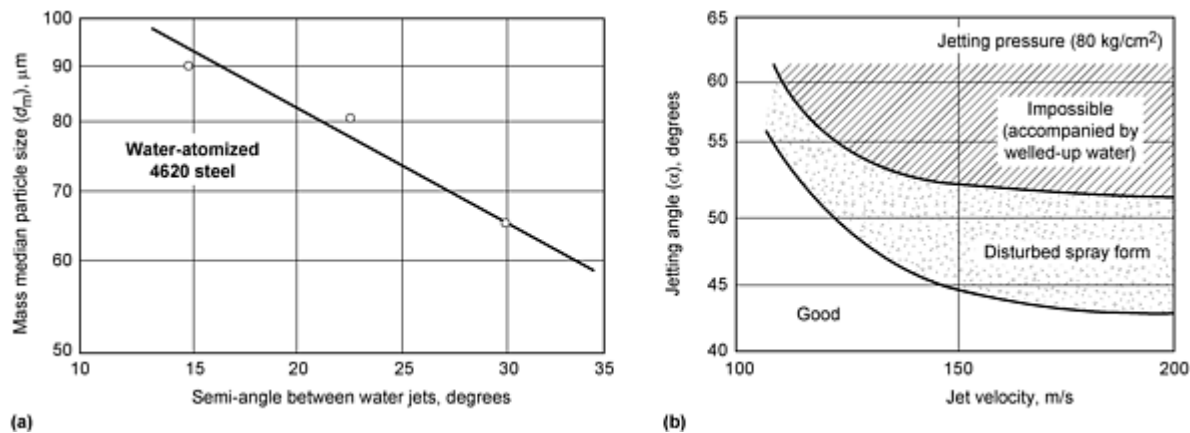 100
90
80
70
60
50
Mass median particle size (dm), μm
Water-atomized
4620 steel
10
15
20
25
30
35
Semi-angle between water jets, degrees
(a)
65
60
55
50
45
40
Jetting angle (α), degrees
Jetting pressure (80 kg/cm²)
Impossible
(accompanied by
welled-up water)
Disturbed spray form
Good
100
150
200
Jet velocity, m/s
(b)